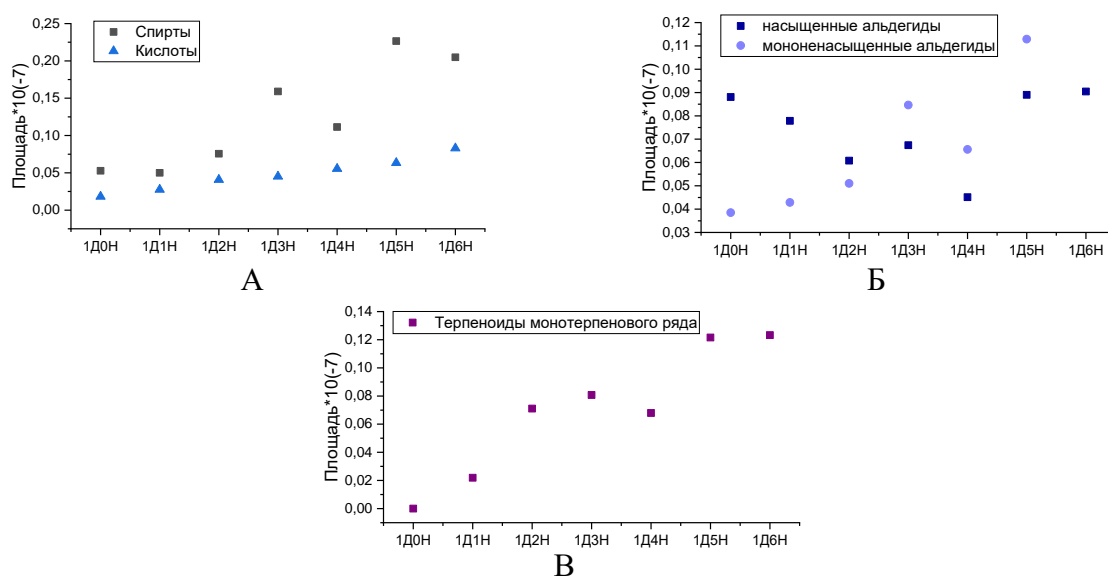 Спирты
Кислоты
Площадь*10(-7)
0,25
0,20
0,15
0,10
0,05
0,00
1Д0Н 1Д1Н 1Д2Н 1Д3Н 1Д4Н 1Д5Н 1Д6Н
А
насыщенные альдегиды
мононенасыщенные альдегиды
Площадь*10(-7)
0,12
0,11
0,10
0,09
0,08
0,07
0,06
0,05
0,04
0,03
1Д0Н 1Д1Н 1Д2Н 1Д3Н 1Д4Н 1Д5Н 1Д6Н
Б
Терпеноиды монотерпенового ряда
Площадь*10(-7)
0,14
0,12
0,10
0,08
0,06
0,04
0,02
0,00
1Д0Н 1Д1Н 1Д2Н 1Д3Н 1Д4Н 1Д5Н 1Д6Н
В